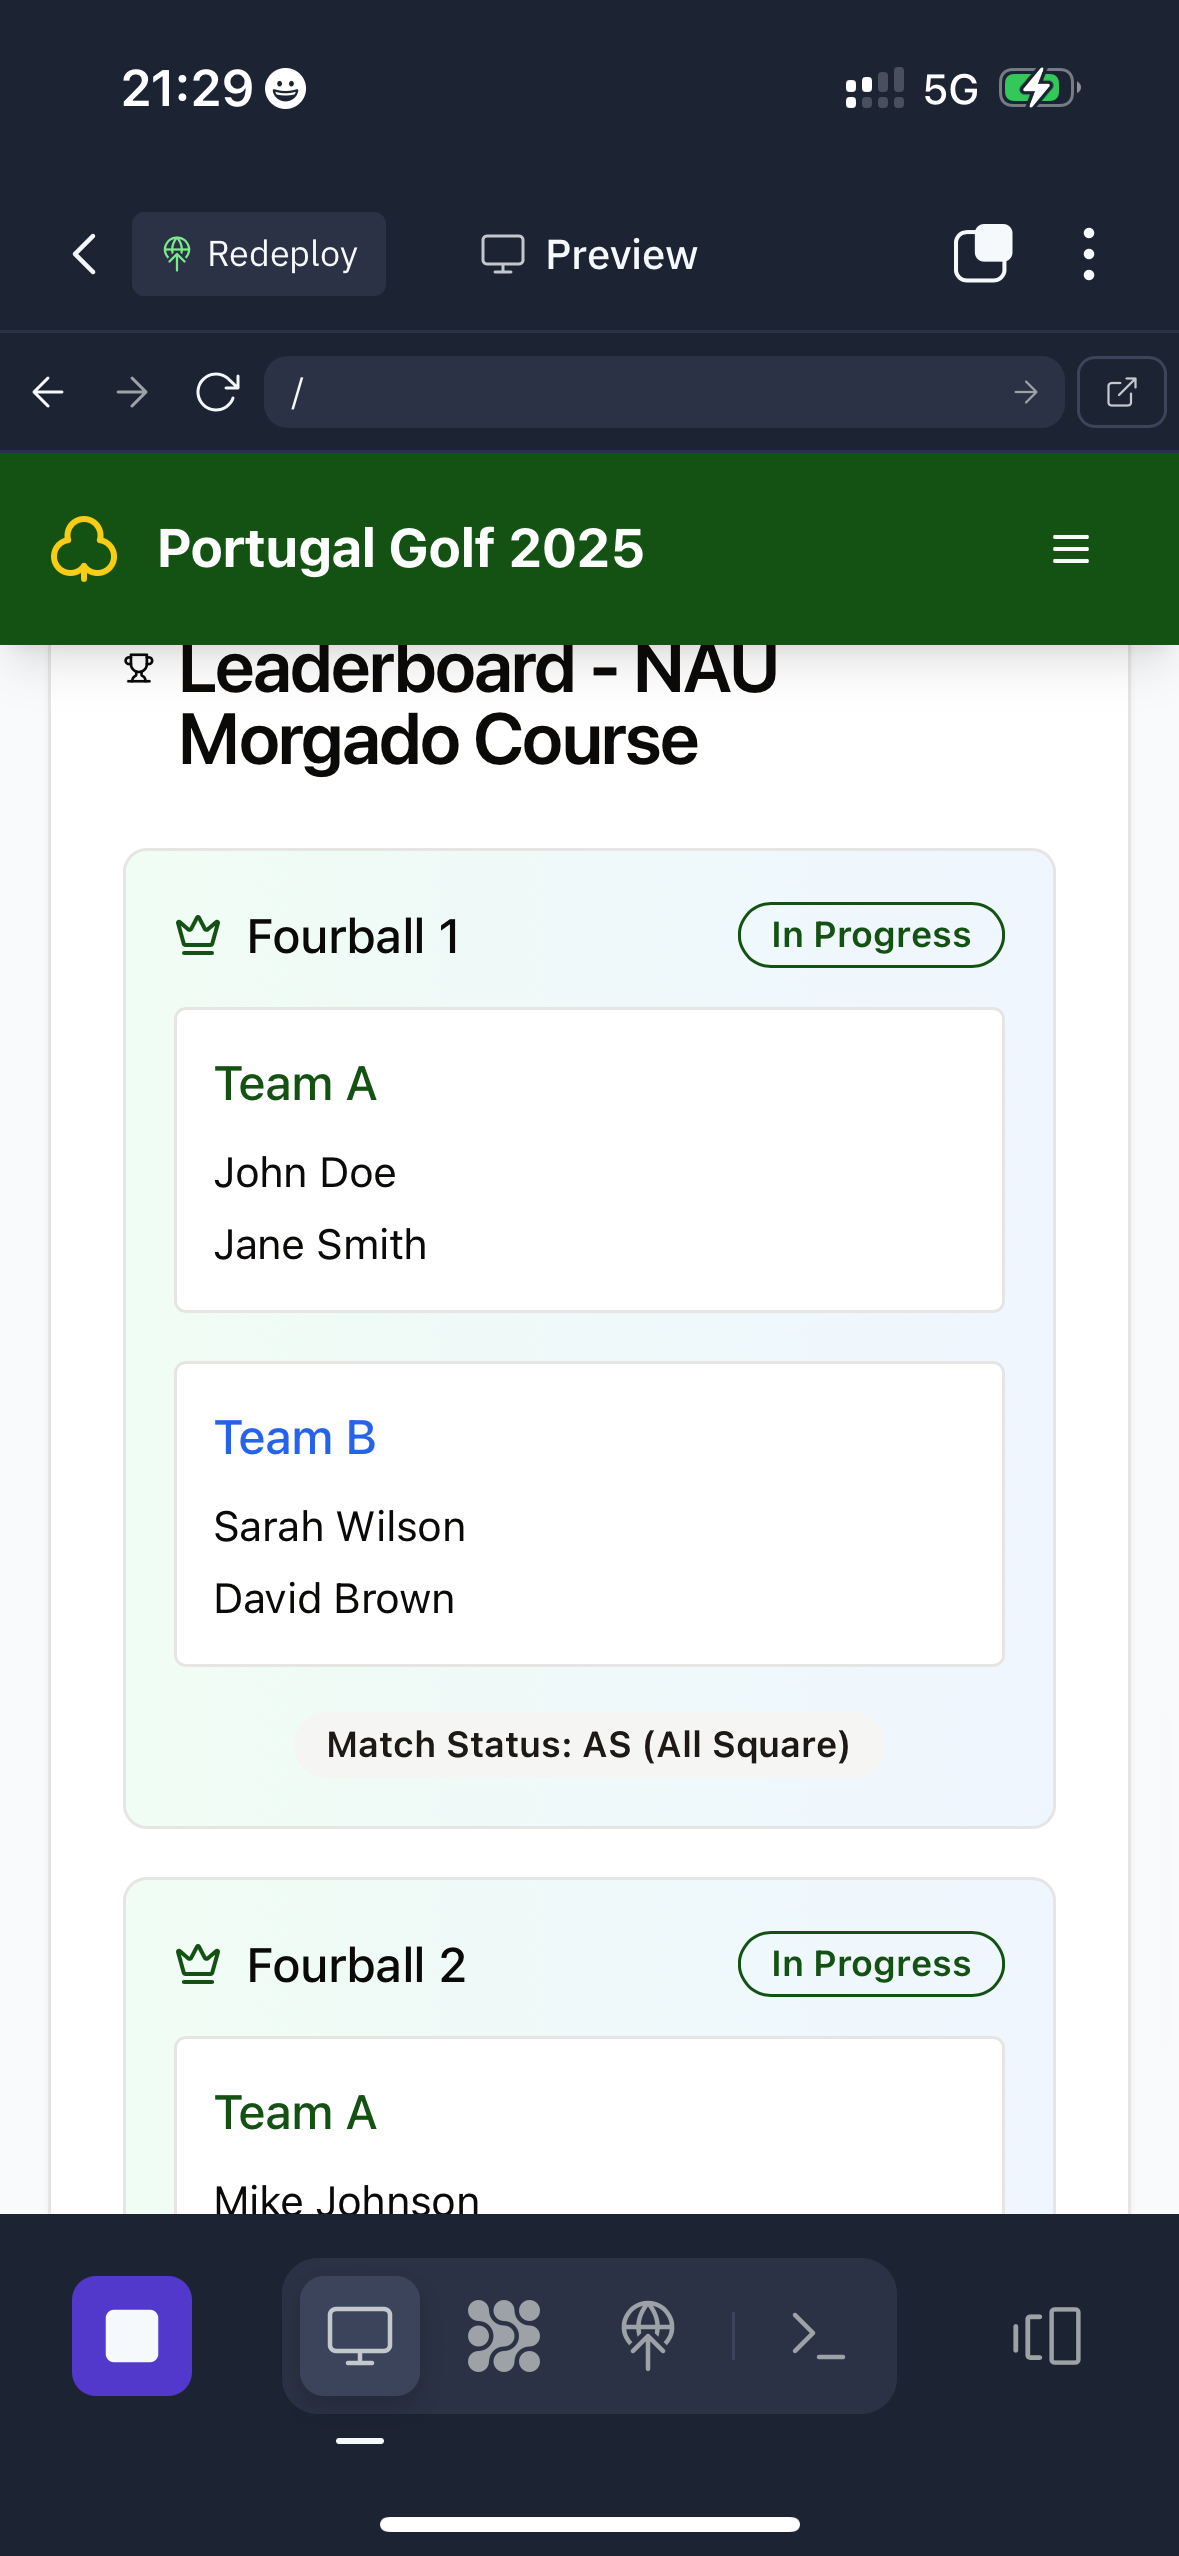 21:29
5G
Redeploy
Preview
/
Portugal Golf 2025
Leaderboard - NAU
Morgado Course
Fourball 1
In Progress
Team A
John Doe
Jane Smith
Team B
Sarah Wilson
David Brown
Match Status: AS (All Square)
Fourball 2
In Progress
Team A
Mike Johnson